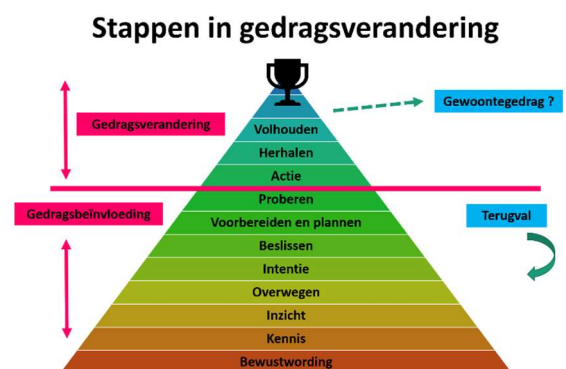 Stappen in gedragsverandering
Gewoontegedrag ?
Gedragsverandering
Volhouden
Herhalen
Actie
Proberen
Gedragsbeïnvloeding
Terugval
Voorbereiden en plannen
Beslissen
Intentie
Overwegen
Inzicht
Kennis
Bewustwording